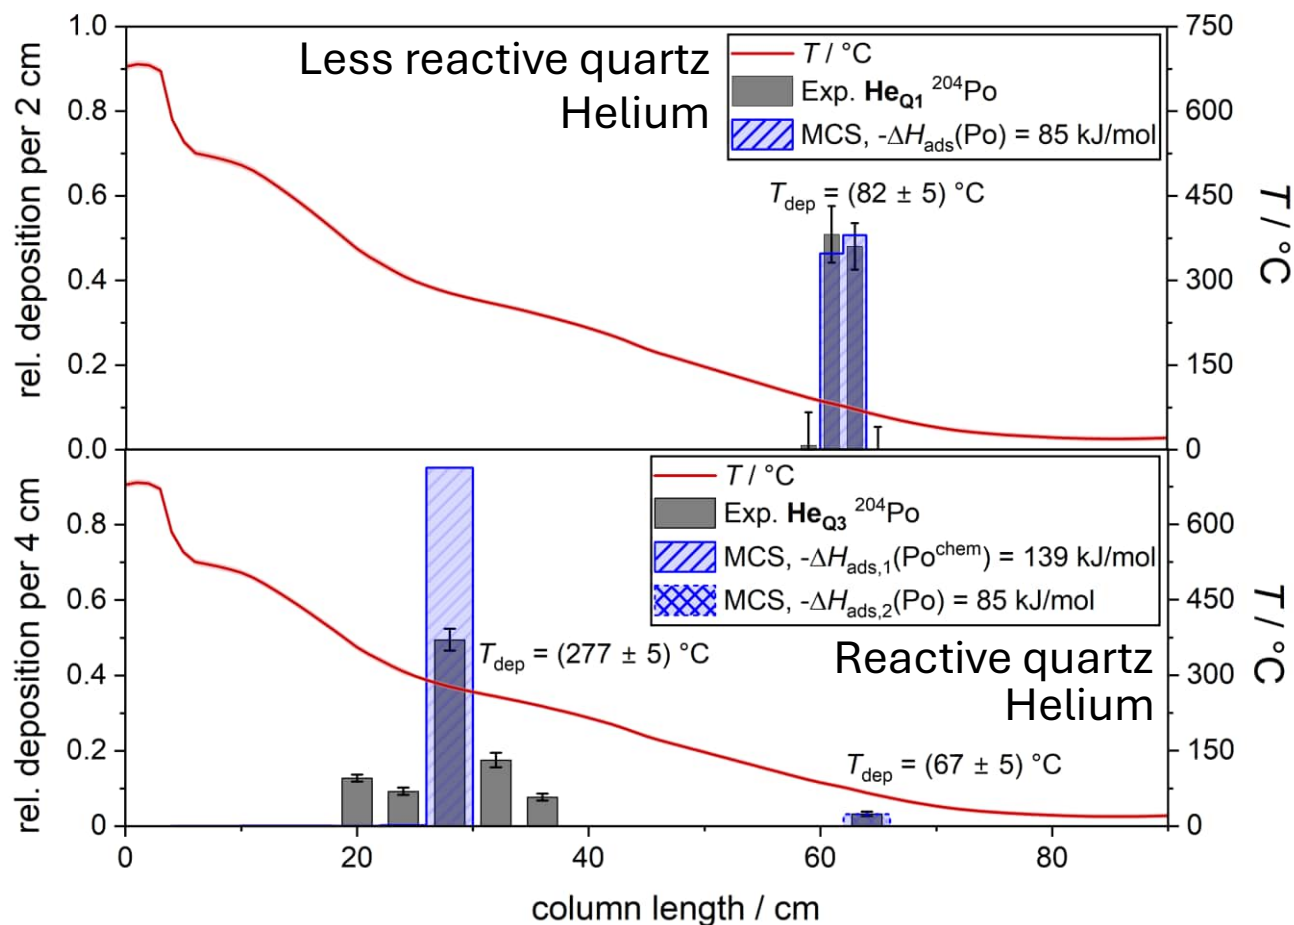 1.0
0.8
0.6
0.4
0.2
0.0
rel. deposition per 2 cm
Less reactive quartz
Helium
T / °C
Exp. HeQ1 204Po
MCS, -ΔHads(Po) = 85 kJ/mol
Tdep = (82 ± 5) °C
750
600
450
300
150
0
T / °C
0.8
0.6
0.4
0.2
0
rel. deposition per 4 cm
T / °C
Exp. HeQ3 204Po
MCS, -ΔHads,1(Pochem) = 139 kJ/mol
MCS, -ΔHads,2(Po) = 85 kJ/mol
Tdep = (277 ± 5) °C
Reactive quartz
Helium
Tdep = (67 ± 5) °C
600
450
300
150
0
T / °C
0
20
40
60
80
column length / cm